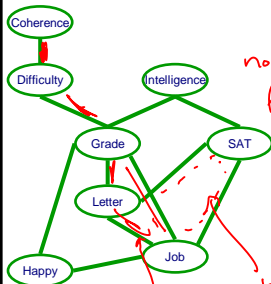 Coherence
Difficulty
Intelligence
no
Grade
SAT
Letter
Job
Happy